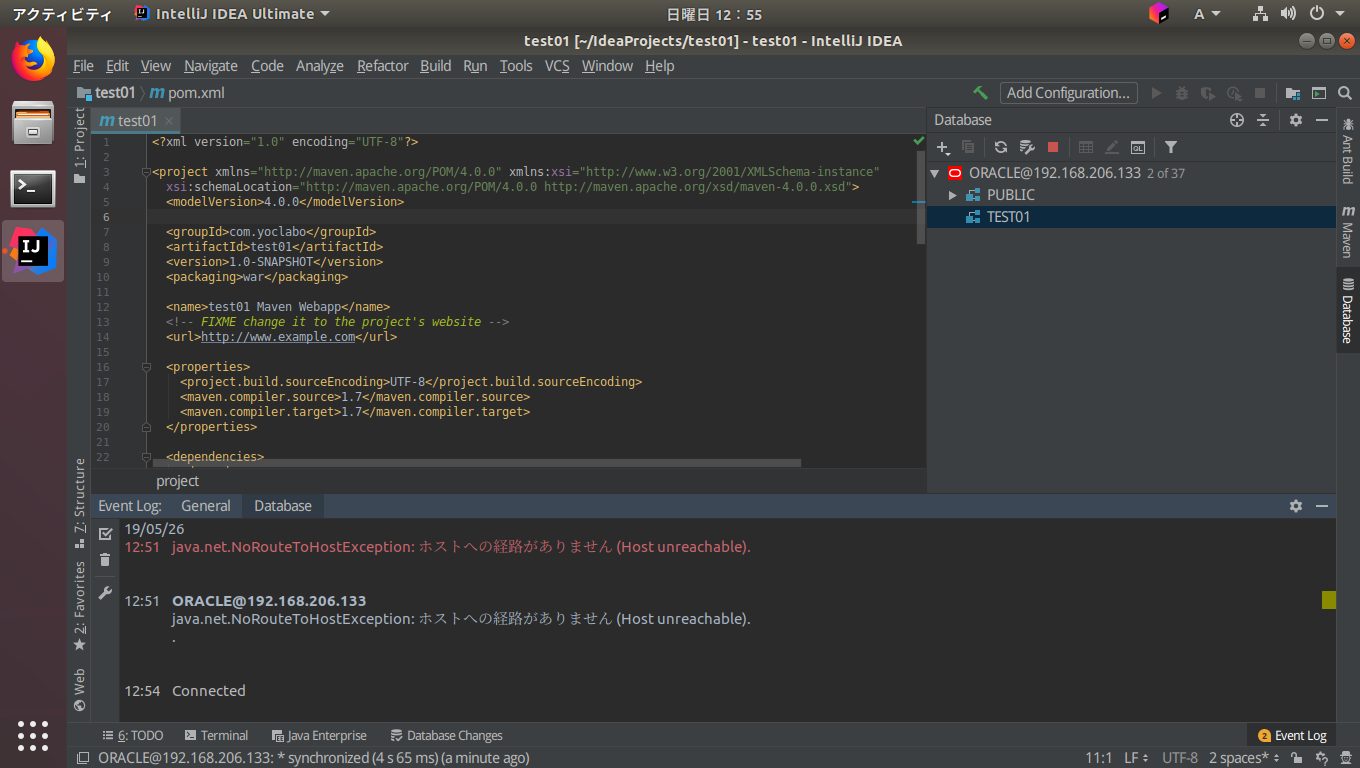 アクティビティ IntelliJ IDEA Ultimate 日曜日 12：55 A
test01 [~/IdeaProjects/test01] - test01 - IntelliJ IDEA
File Edit View Navigate Code Analyze Refactor Build Run Tools VCS Window Help
test01 pom.xml Add Configuration...
1: Project
7: Structure
2: Favorites
Web
test01
1 <?xml version="1.0" encoding="UTF-8"?>
2
3 <project xmlns="http://maven.apache.org/POM/4.0.0" xmlns:xsi="http://www.w3.org/2001/XMLSchema-instance"
4 xsi:schemaLocation="http://maven.apache.org/POM/4.0.0 http://maven.apache.org/xsd/maven-4.0.0.xsd">
5 <modelVersion>4.0.0</modelVersion>
6
7 <groupId>com.yoclabo</groupId>
8 <artifactId>test01</artifactId>
9 <version>1.0-SNAPSHOT</version>
10 <packaging>war</packaging>
11
12 <name>test01 Maven Webapp</name>
13 <!-- FIXME change it to the project's website -->
14 <url>http://www.example.com</url>
15
16 <properties>
17 <project.build.sourceEncoding>UTF-8</project.build.sourceEncoding>
18 <maven.compiler.source>1.7</maven.compiler.source>
19 <maven.compiler.target>1.7</maven.compiler.target>
20 </properties>
21
22 <dependencies>
project
Database
ORACLE@192.168.206.133 2 of 37
PUBLIC
TEST01
Ant Build
Maven
Database
Event Log: General Database
19/05/26
12:51 java.net.NoRouteToHostException: ホストへの経路がありません (Host unreachable).
12:51 ORACLE@192.168.206.133
java.net.NoRouteToHostException: ホストへの経路がありません (Host unreachable).
.
12:54 Connected
6: TODO Terminal Java Enterprise Database Changes 2 Event Log
ORACLE@192.168.206.133: * synchronized (4 s 65 ms) (a minute ago) 11:1 LF UTF-8 2 spaces*